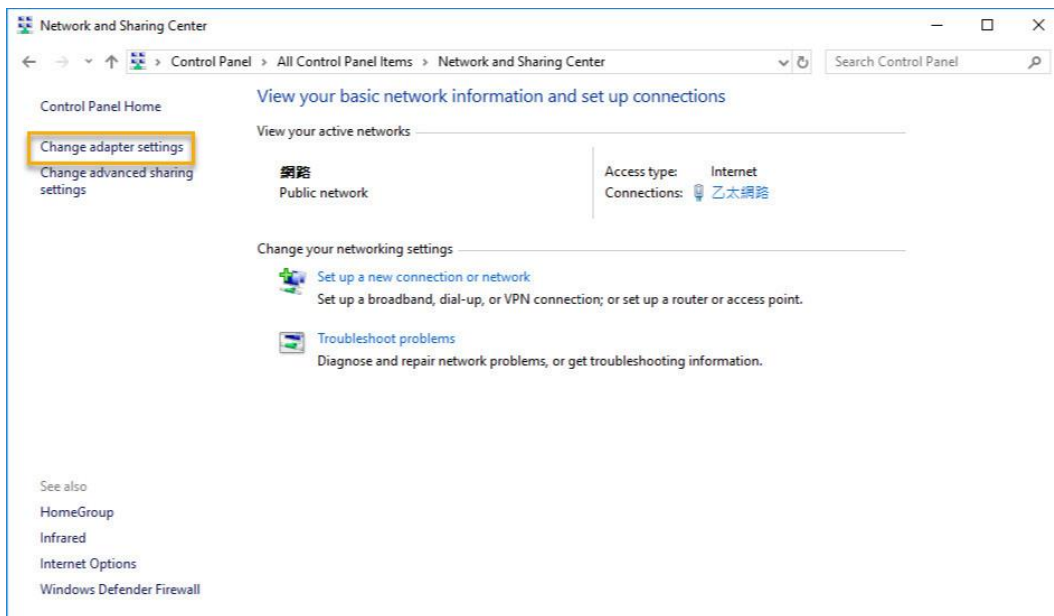 Network and Sharing Center
Control Panel > All Control Panel Items > Network and Sharing Center
Search Control Panel
Control Panel Home
Change adapter settings
Change advanced sharing
settings
See also
HomeGroup
Infrared
Internet Options
Windows Defender Firewall
View your basic network information and set up connections
View your active networks
網路
Public network
Access type: Internet
Connections: 乙太網路
Change your networking settings
Set up a new connection or network
Set up a broadband, dial-up, or VPN connection; or set up a router or access point.
Troubleshoot problems
Diagnose and repair network problems, or get troubleshooting information.